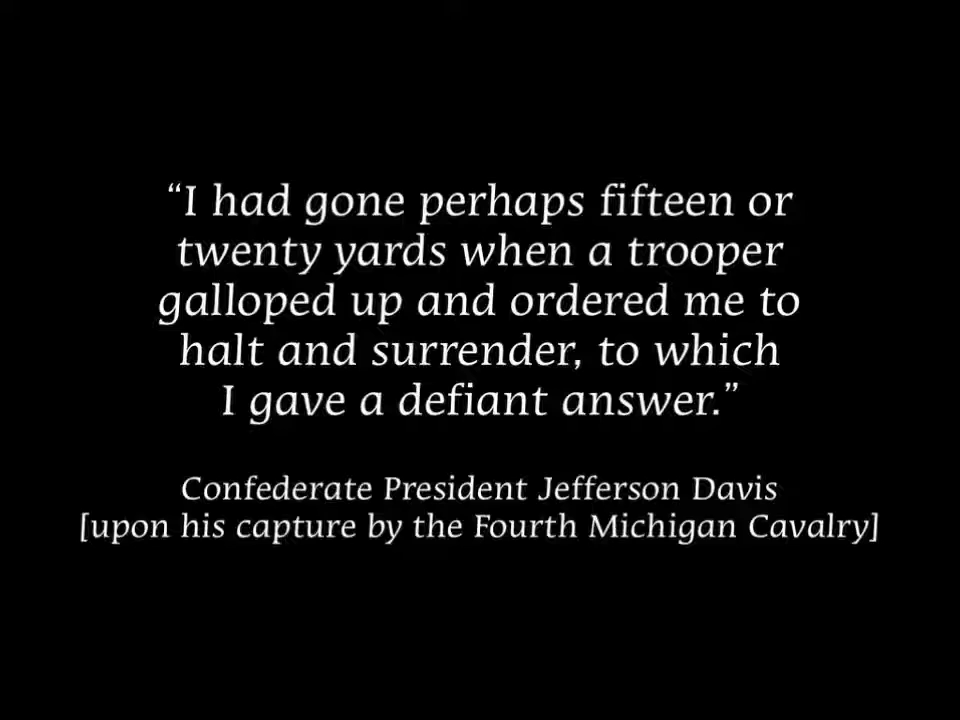 “I had gone perhaps fifteen or
twenty yards when a trooper
galloped up and ordered me to
halt and surrender, to which
I gave a defiant answer.”
Confederate President Jefferson Davis
[upon his capture by the Fourth Michigan Cavalry]